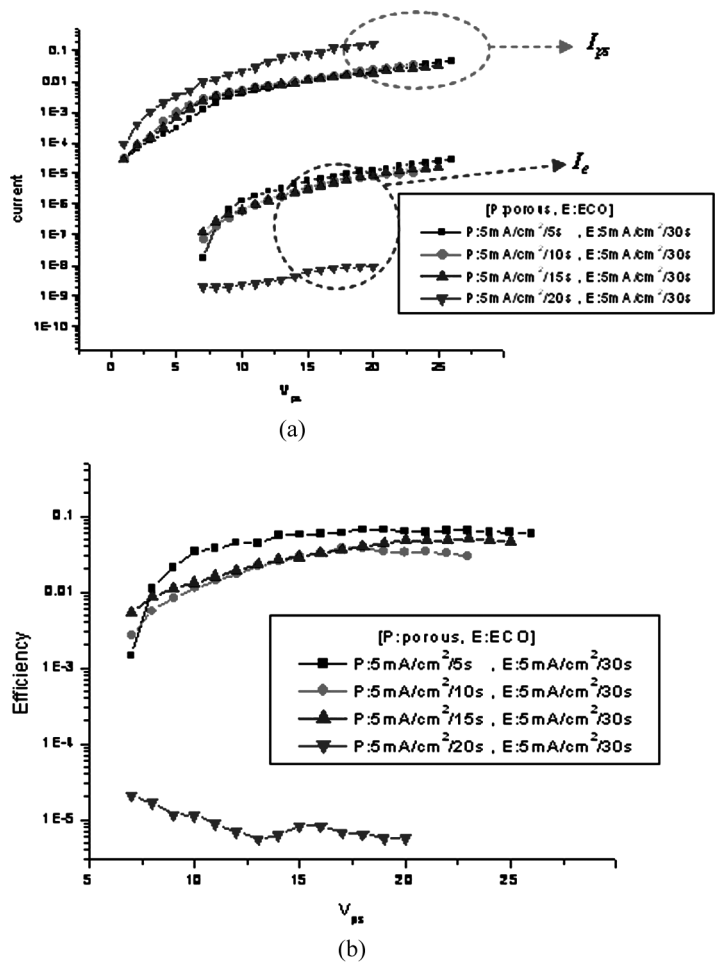 0.1
0.01
1E-3
1E-4
1E-5
1E-6
1E-7
1E-8
1E-9
1E-10
current
0 5 10 15 20 25
V ps
I ps
I e
[P:porous, E:ECO]
P:5mA/cm²/5s , E:5mA/cm²/30s
P:5mA/cm²/10s , E:5mA/cm²/30s
P:5mA/cm²/15s , E:5mA/cm²/30s
P:5mA/cm²/20s , E:5mA/cm²/30s
(a)
0.1
0.01
1E-3
1E-4
1E-5
Efficiency
[P:porous, E:ECO]
P:5mA/cm²/5s , E:5mA/cm²/30s
P:5mA/cm²/10s , E:5mA/cm²/30s
P:5mA/cm²/15s , E:5mA/cm²/30s
P:5mA/cm²/20s , E:5mA/cm²/30s
5 10 15 20 25
V ps
(b)